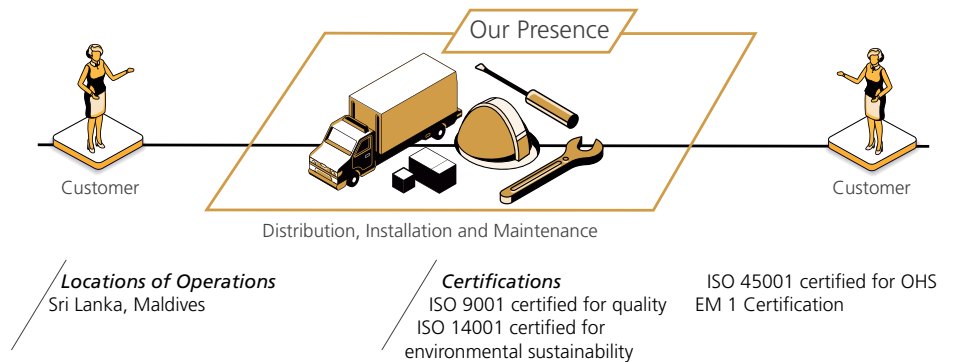 Our Presence
Customer
Customer
Distribution, Installation and Maintenance
Locations of Operations
Sri Lanka, Maldives
Certifications
ISO 9001 certified for quality
ISO 14001 certified for
environmental sustainability
ISO 45001 certified for OHS
EM 1 Certification